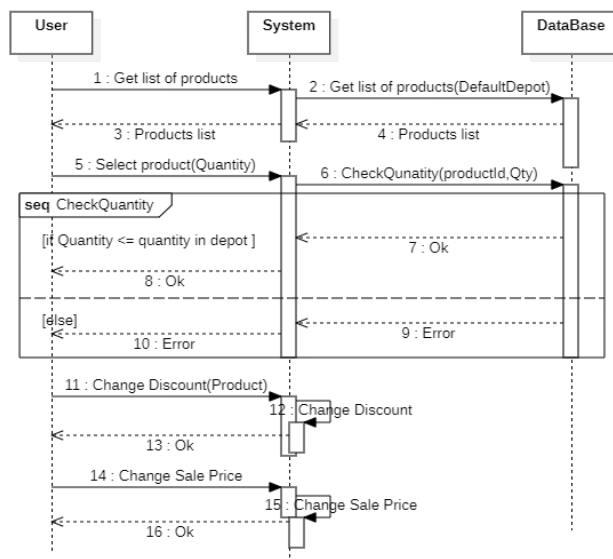 User
System
DataBase
1 : Get list of products
2 : Get list of products(DefaultDepot)
3 : Products list
4 : Products list
5 : Select product(Quantity)
6 : CheckQunatity(productId,Qty)
seq CheckQuantity
[if Quantity <= quantity in depot ]
7 : Ok
8 : Ok
[else]
9 : Error
10 : Error
11 : Change Discount(Product)
12 : Change Discount
13 : Ok
14 : Change Sale Price
15 : Change Sale Price
16 : Ok